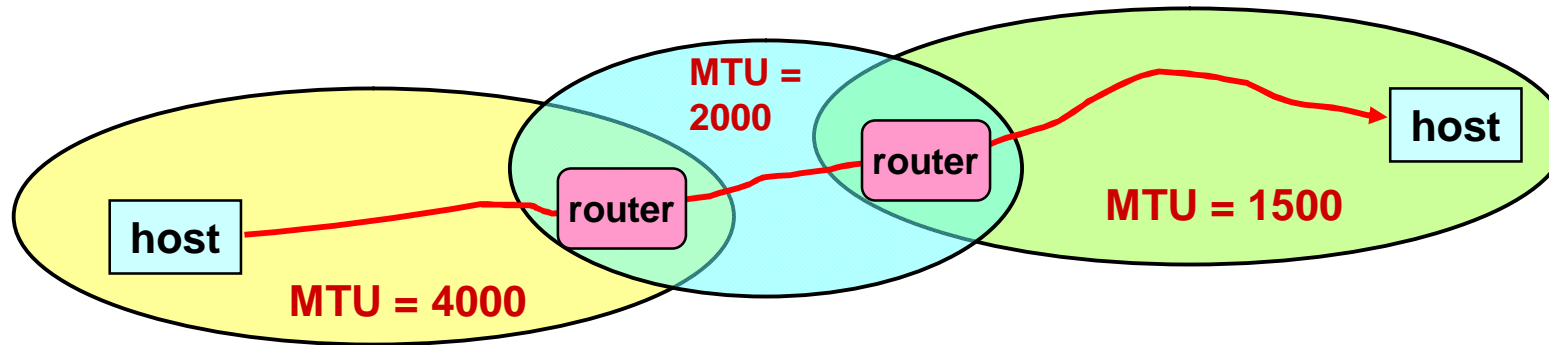 host
MTU = 4000
router
MTU =
2000
router
MTU = 1500
host